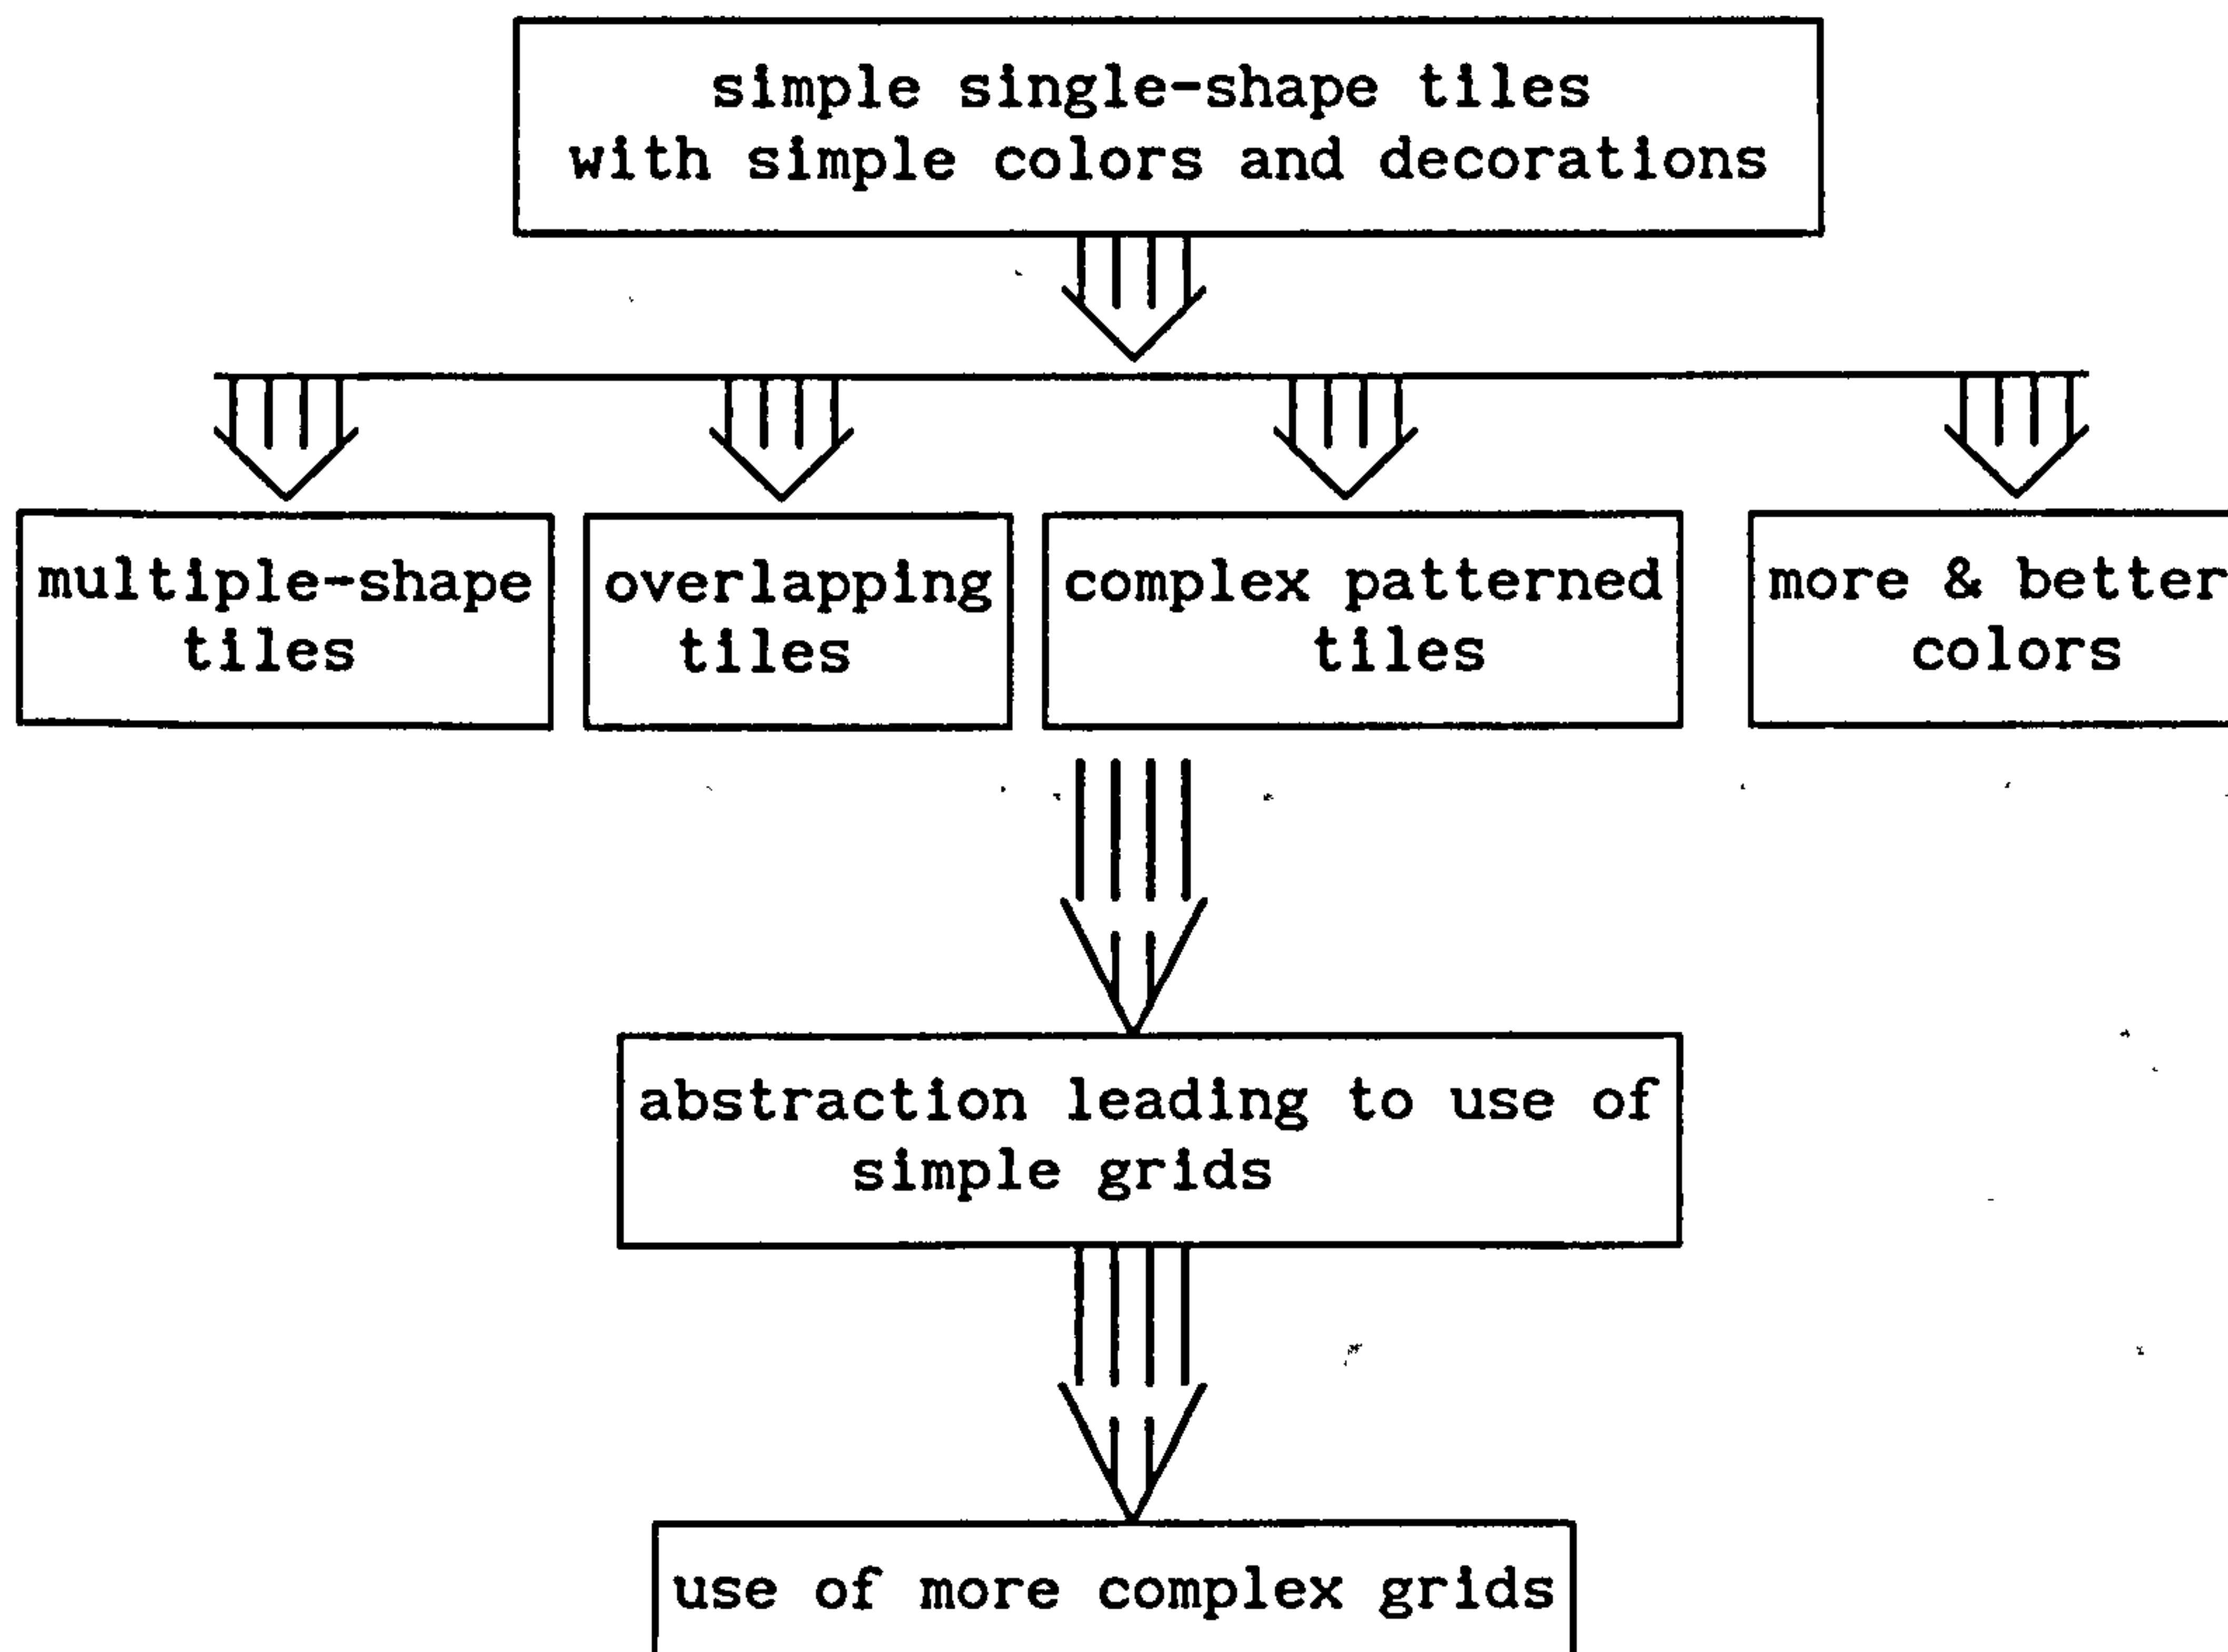 simple single-shape tiles
with simple colors and decorations
multiple-shape
tiles
overlapping
tiles
complex patterned
tiles
more & better
colors
abstraction leading to use of
simple grids
use of more complex grids